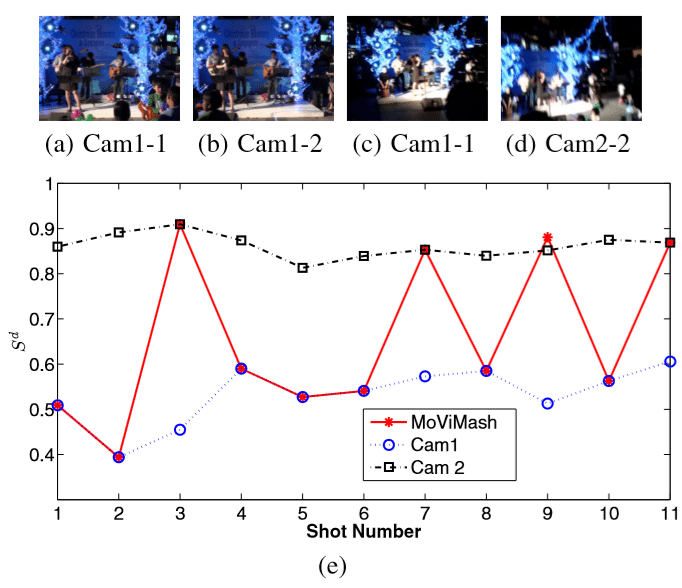 (a) Cam1-1 (b) Cam1-2 (c) Cam1-1 (d) Cam2-2
1
0.9
0.8
0.7
0.6
0.5
0.4
S^d
MoViMash
Cam1
Cam 2
1 2 3 4 5 6 7 8 9 10 11
Shot Number
(e)